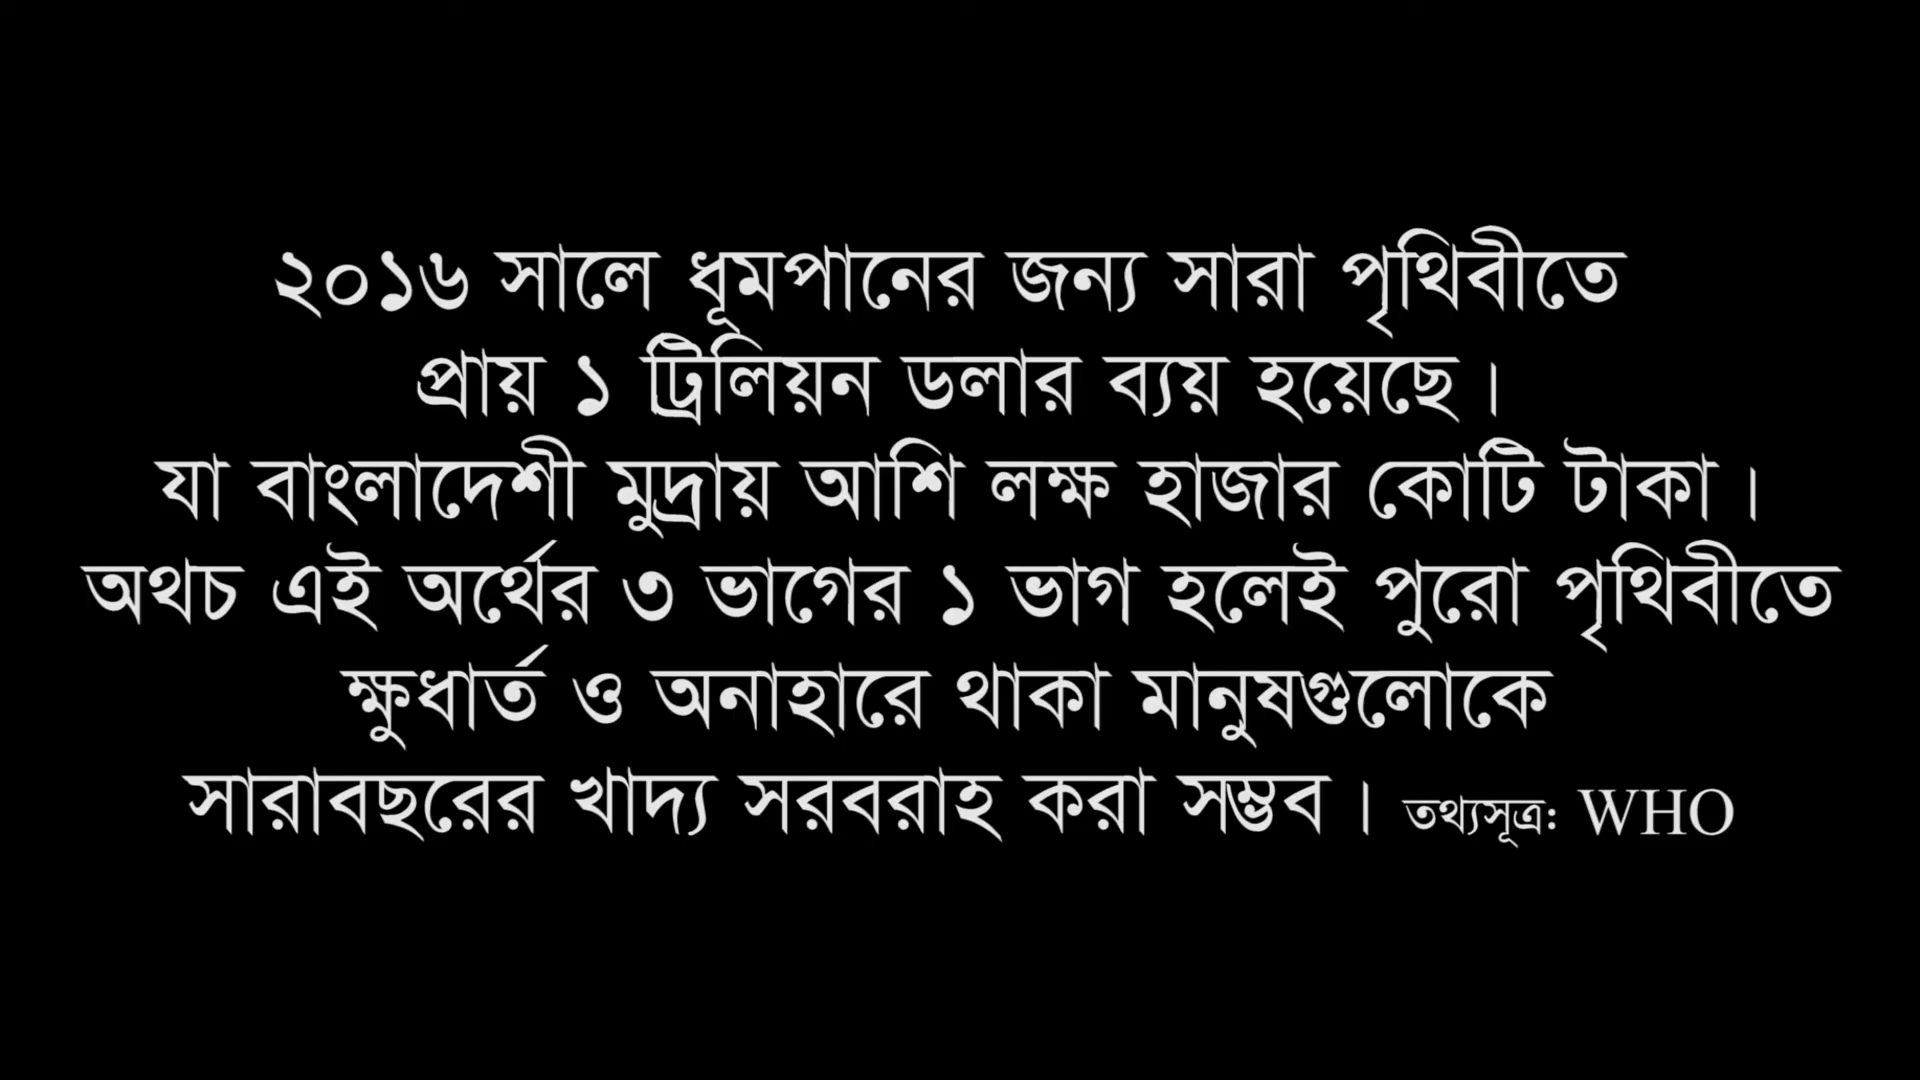 ২০১৬ সালে ধূমপানের জন্য সারা পৃথিবীতে
প্রায় ১ ট্রিলিয়ন ডলার ব্যয় হয়েছে।
যা বাংলাদেশী মুদ্রায় আশি লক্ষ হাজার কোটি টাকা।
অথচ এই অর্থের ৩ ভাগের ১ ভাগ হলেই পুরো পৃথিবীতে
ক্ষুধার্ত ও অনাহারে থাকা মানুষগুলোকে
সারাবছরের খাদ্য সরবরাহ করা সম্ভব। তথ্যসূত্র: WHO